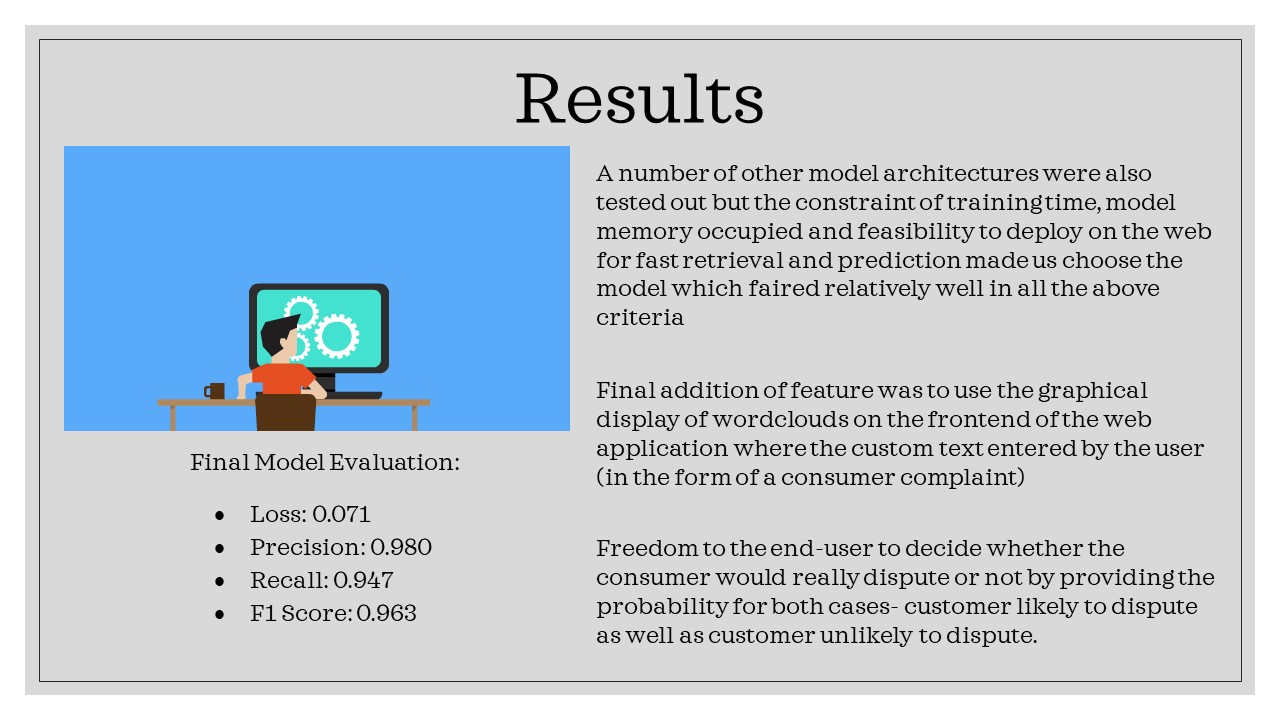 Results
A number of other model architectures were also
tested out but the constraint of training time, model
memory occupied and feasibility to deploy on the web
for fast retrieval and prediction made us choose the
model which faired relatively well in all the above
criteria
Final addition of feature was to use the graphical
display of wordclouds on the frontend of the web
application where the custom text entered by the user
(in the form of a consumer complaint)
Freedom to the end-user to decide whether the
consumer would really dispute or not by providing the
probability for both cases- customer likely to dispute
as well as customer unlikely to dispute.
Final Model Evaluation:
● Loss: 0.071
● Precision: 0.980
● Recall: 0.947
● F1 Score: 0.963